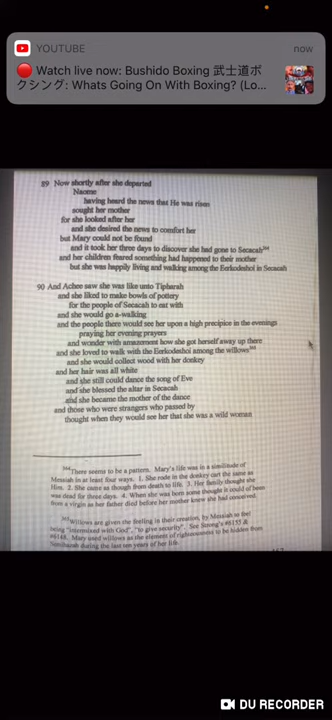 YOUTUBE
now
🔴 Watch live now: Bushido Boxing 武士道ボ
クシング: Whats Going On With Boxing? (Lo...
89 Now shortly after she departed
Naome
having heard the news that He was risen
sought her mother
for she looked after her
and she desired the news to comfort her
but Mary could not be found
and it took her three days to discover she had gone to Secacah³⁶⁴
and her children feared something had happened to their mother
but she was happily living and walking among the Eerkodeshoi in Secacah
90 And Achee saw she was like unto Tipharah
and she liked to make bowls of pottery
for the people of Secacah to eat with
and she would go a-walking
and the people there would see her upon a high precipice in the evenings
praying her evening prayers
and wonder with amazement how she got herself away up there
and she loved to walk with the Eerkodeshoi among the willows³⁶⁵
and she would collect wood with her donkey
and her hair was all white
and she still could dance the song of Eve
and she blessed the altar in Secacah
and she became the mother of the dance
and those who were strangers who passed by
thought when they would see her that she was a wild woman
³⁶⁴There seems to be a pattern. Mary's life was in a similitude of
Messiah in at least four ways. 1. She rode in the donkey cart the same as
Him. 2. She came as though from death to life. 3. Her family thought she
was dead for three days. 4. When she was born some thought it could of been
from a virgin as her father died before her mother knew she had conceived.
³⁶⁵Willows are given the feeling in their creation, by Messiah to feel
being "intermixed with God", "to give security". See Strong's #6155 &
#6148. Mary used willows as the element of righteousness to be hidden from
during the last ten years of her life.
DU RECORDER